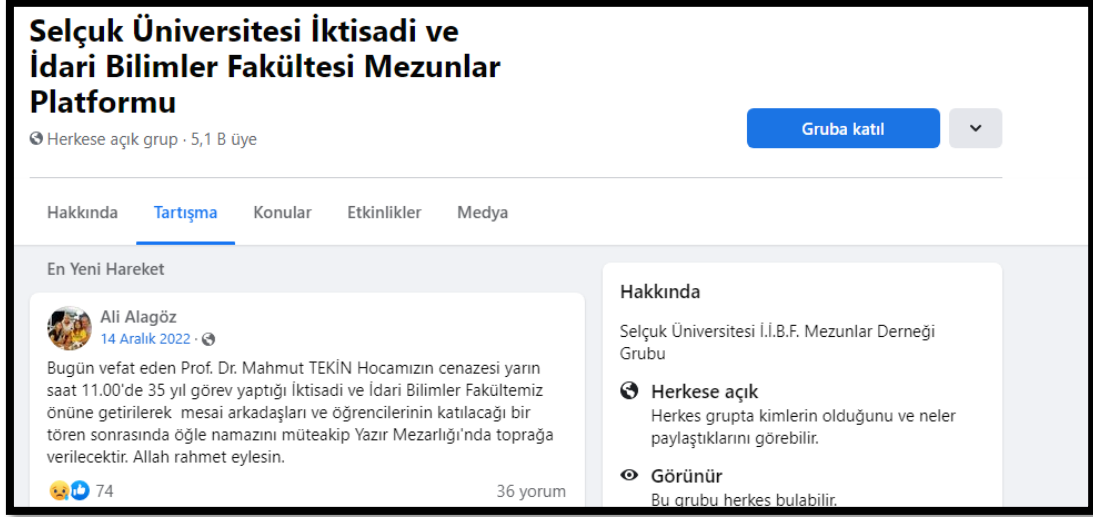 Selçuk Üniversitesi İktisadi ve
İdari Bilimler Fakültesi Mezunlar
Platformu
Herkese açık grup · 5,1 B üye
Gruba katıl
Hakkında Tartışma Konular Etkinlikler Medya
En Yeni Hareket
Ali Alagöz
14 Aralık 2022 ·
Bugün vefat eden Prof. Dr. Mahmut TEKİN Hocamızın cenazesi yarın
saat 11.00'de 35 yıl görev yaptığı İktisadi ve İdari Bilimler Fakültemiz
önüne getirilerek mesai arkadaşları ve öğrencilerinin katılacağı bir
tören sonrasında öğle namazını müteakip Yazır Mezarlığı'nda toprağa
verilecektir. Allah rahmet eylesin.
74
36 yorum
Hakkında
Selçuk Üniversitesi İ.İ.B.F. Mezunlar Derneği
Grubu
Herkese açık
Herkes grupta kimlerin olduğunu ve neler
paylaştıklarını görebilir.
Görünür
Bu grubu herkes bulabilir.